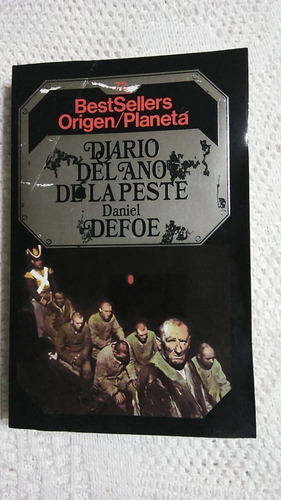 72
BestSellers
Origen/Planeta
DIARIO
DEL AÑO
DE LA PESTE
Daniel
DEFOE